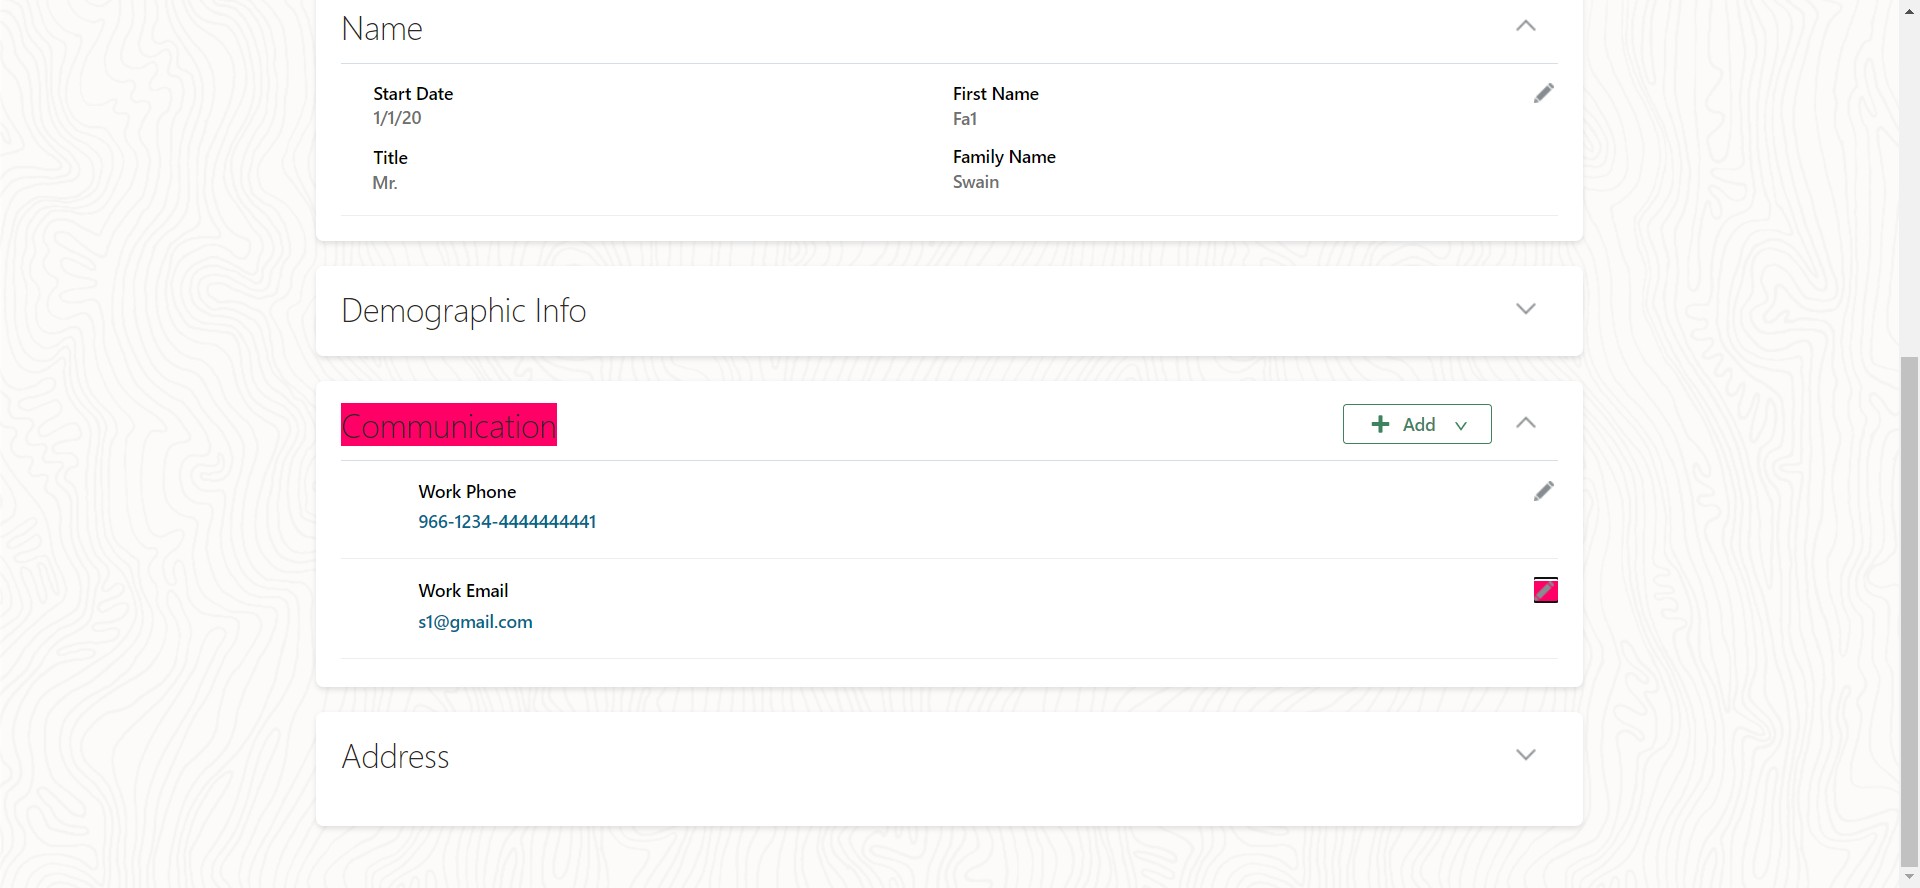 Name
Start Date
1/1/20
First Name
Fa1
Title
Mr.
Family Name
Swain
Demographic Info
Communication
Add
Work Phone
966-1234-4444444441
Work Email
s1@gmail.com
Address